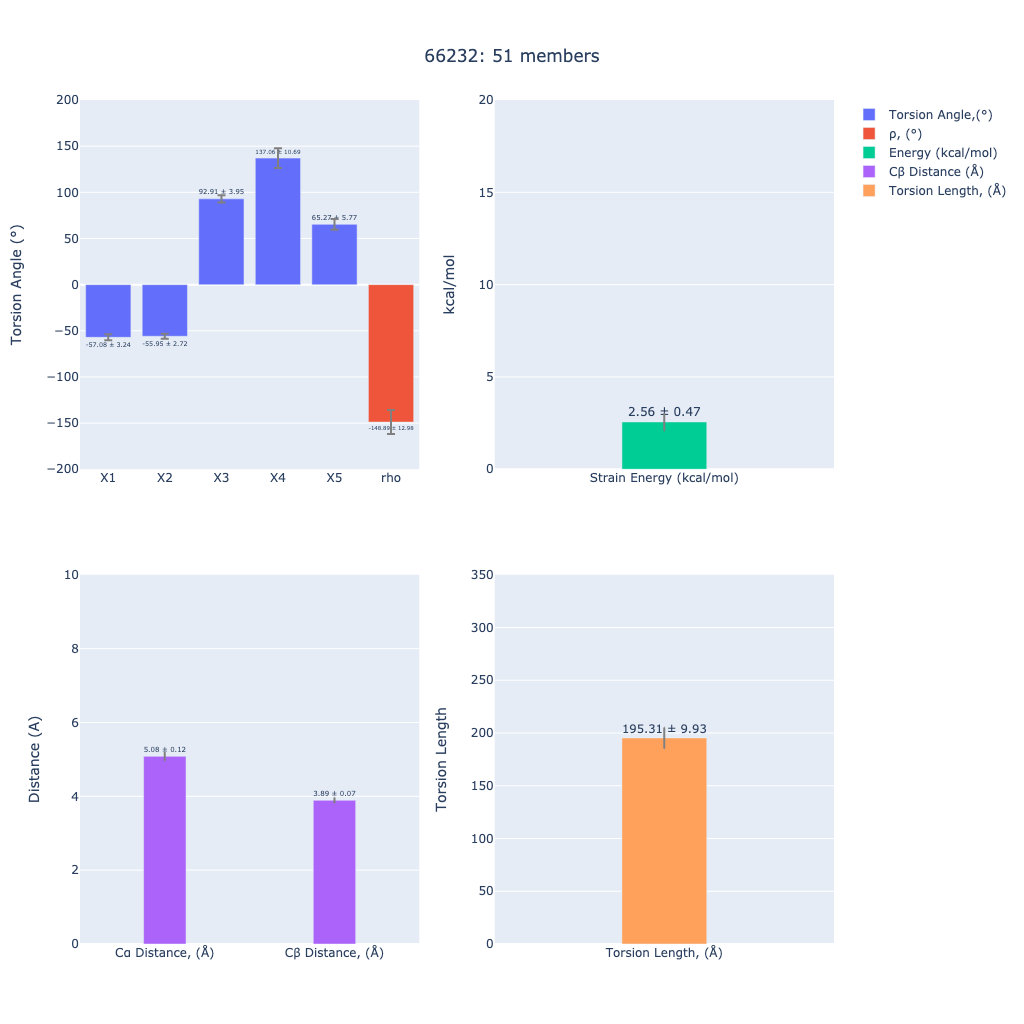 66232: 51 members
Torsion Angle (°)
200
150
100
50
0
−50
−100
−150
−200
-57.08 ± 3.24
-55.95 ± 2.72
92.91 ± 3.95
137.06 ± 10.69
65.27 ± 5.77
-148.89 ± 12.98
X1 X2 X3 X4 X5 rho
kcal/mol
20
15
10
5
0
2.56 ± 0.47
Strain Energy (kcal/mol)
Torsion Angle,(°)
ρ, (°)
Energy (kcal/mol)
Cβ Distance (Å)
Torsion Length, (Å)
Distance (A)
10
8
6
4
2
0
5.08 ± 0.12
3.89 ± 0.07
Cα Distance, (Å) Cβ Distance, (Å)
Torsion Length
350
300
250
200
150
100
50
0
195.31 ± 9.93
Torsion Length, (Å)